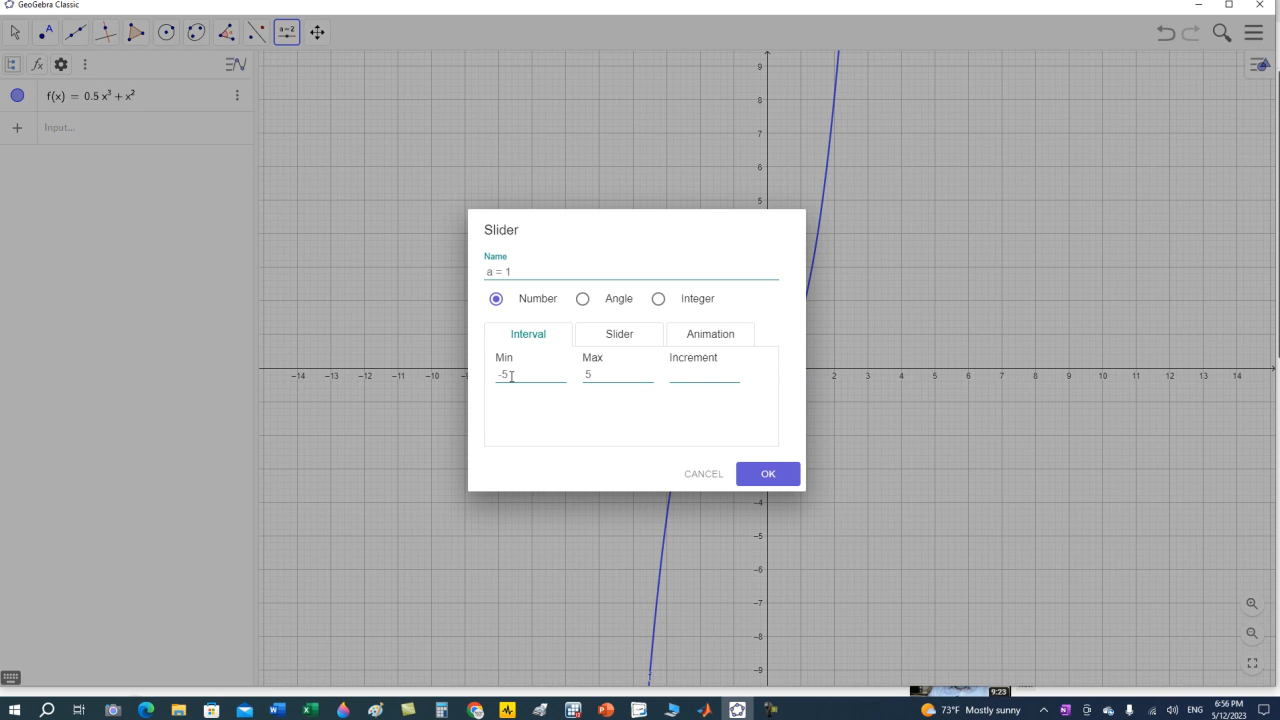 GeoGebra Classic
a=2
f(x) = 0.5 x³ + x²
Input...
Slider
Name
a = 1
Number
Angle
Integer
Interval
Slider
Animation
Min
Max
Increment
-5
5
CANCEL
OK
9
8
7
6
5
−14 −13 −12 −11 −10
2 3 4 5 6 7 8 9 10 11 12 13 14
−4
−5
−6
−7
−8
−9
f
9:23
73°F Mostly sunny
6:56 PM
5/12/2023